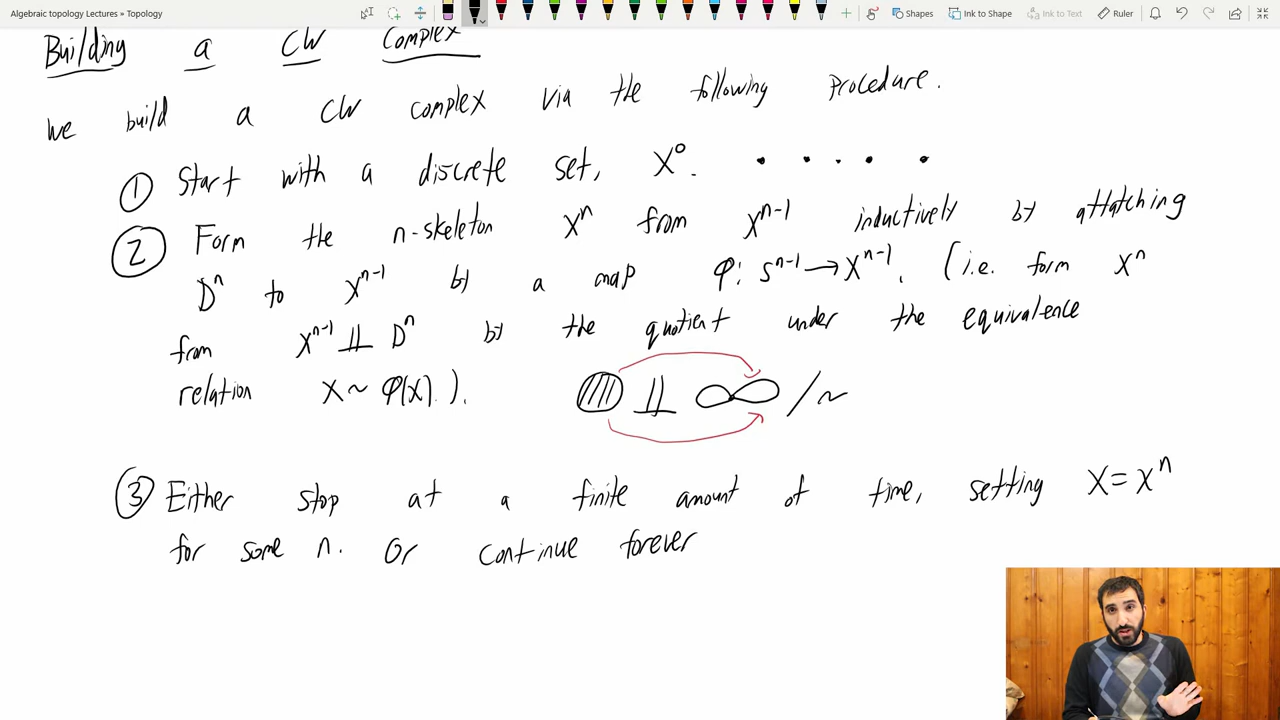 Algebraic topology Lectures » Topology
Shapes Ink to Shape Ink to Text Ruler
Building a CW Complex
We build a CW complex via the following procedure.
① Start with a discrete set, X⁰.
② Form the n-skeleton Xⁿ from Xⁿ⁻¹ inductively by attatching
Dⁿ to Xⁿ⁻¹ by a map φ: Sⁿ⁻¹ → Xⁿ⁻¹. (i.e. form Xⁿ
from Xⁿ⁻¹ ⨿ Dⁿ by the quotient under the equivalence
relation X ~ φ(x).).
⨿ / ~
③ Either stop at a finite amount of time, setting X = Xⁿ
for some n. Or continue forever